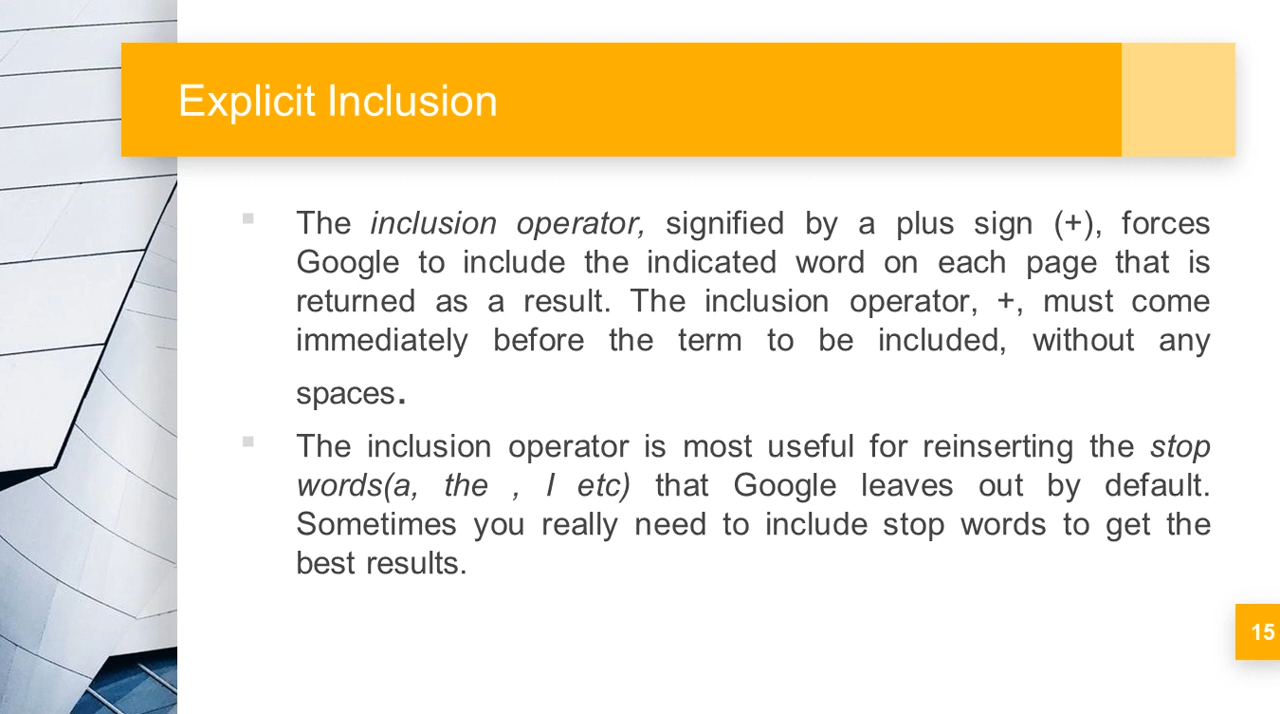 Explicit Inclusion
The inclusion operator, signified by a plus sign (+), forces
Google to include the indicated word on each page that is
returned as a result. The inclusion operator, +, must come
immediately before the term to be included, without any
spaces.
The inclusion operator is most useful for reinserting the stop
words(a, the , I etc) that Google leaves out by default.
Sometimes you really need to include stop words to get the
best results.
15